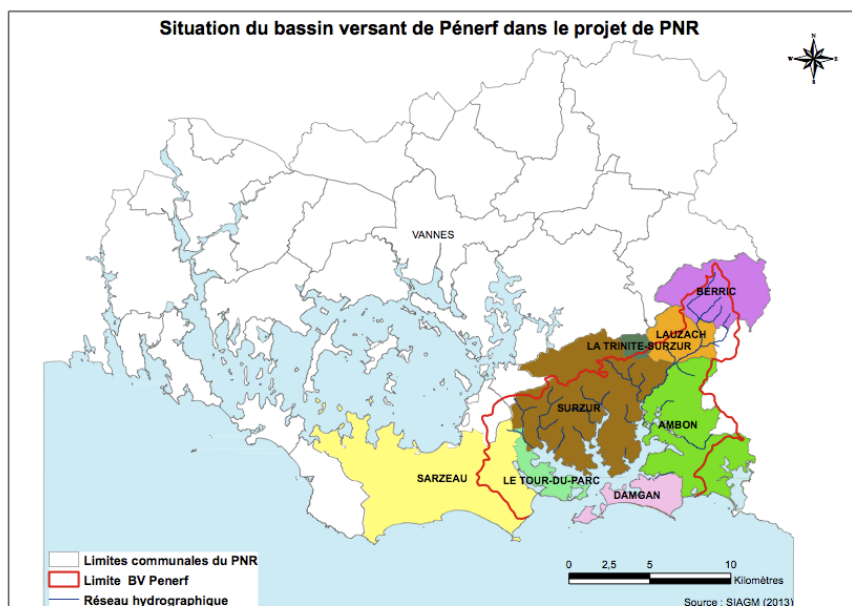 Situation du bassin versant de Pénerf dans le projet de PNR
N
W E
S
VANNES
BERRIC
LAUZACH
LA TRINITE-SURZUR
SURZUR
AMBON
SARZEAU
LE TOUR-DU-PARC
DAMGAN
Limites communales du PNR
Limite BV Penerf
Réseau hydrographique
0 2,5 5 10
Kilomètres
Source : SIAGM (2013)